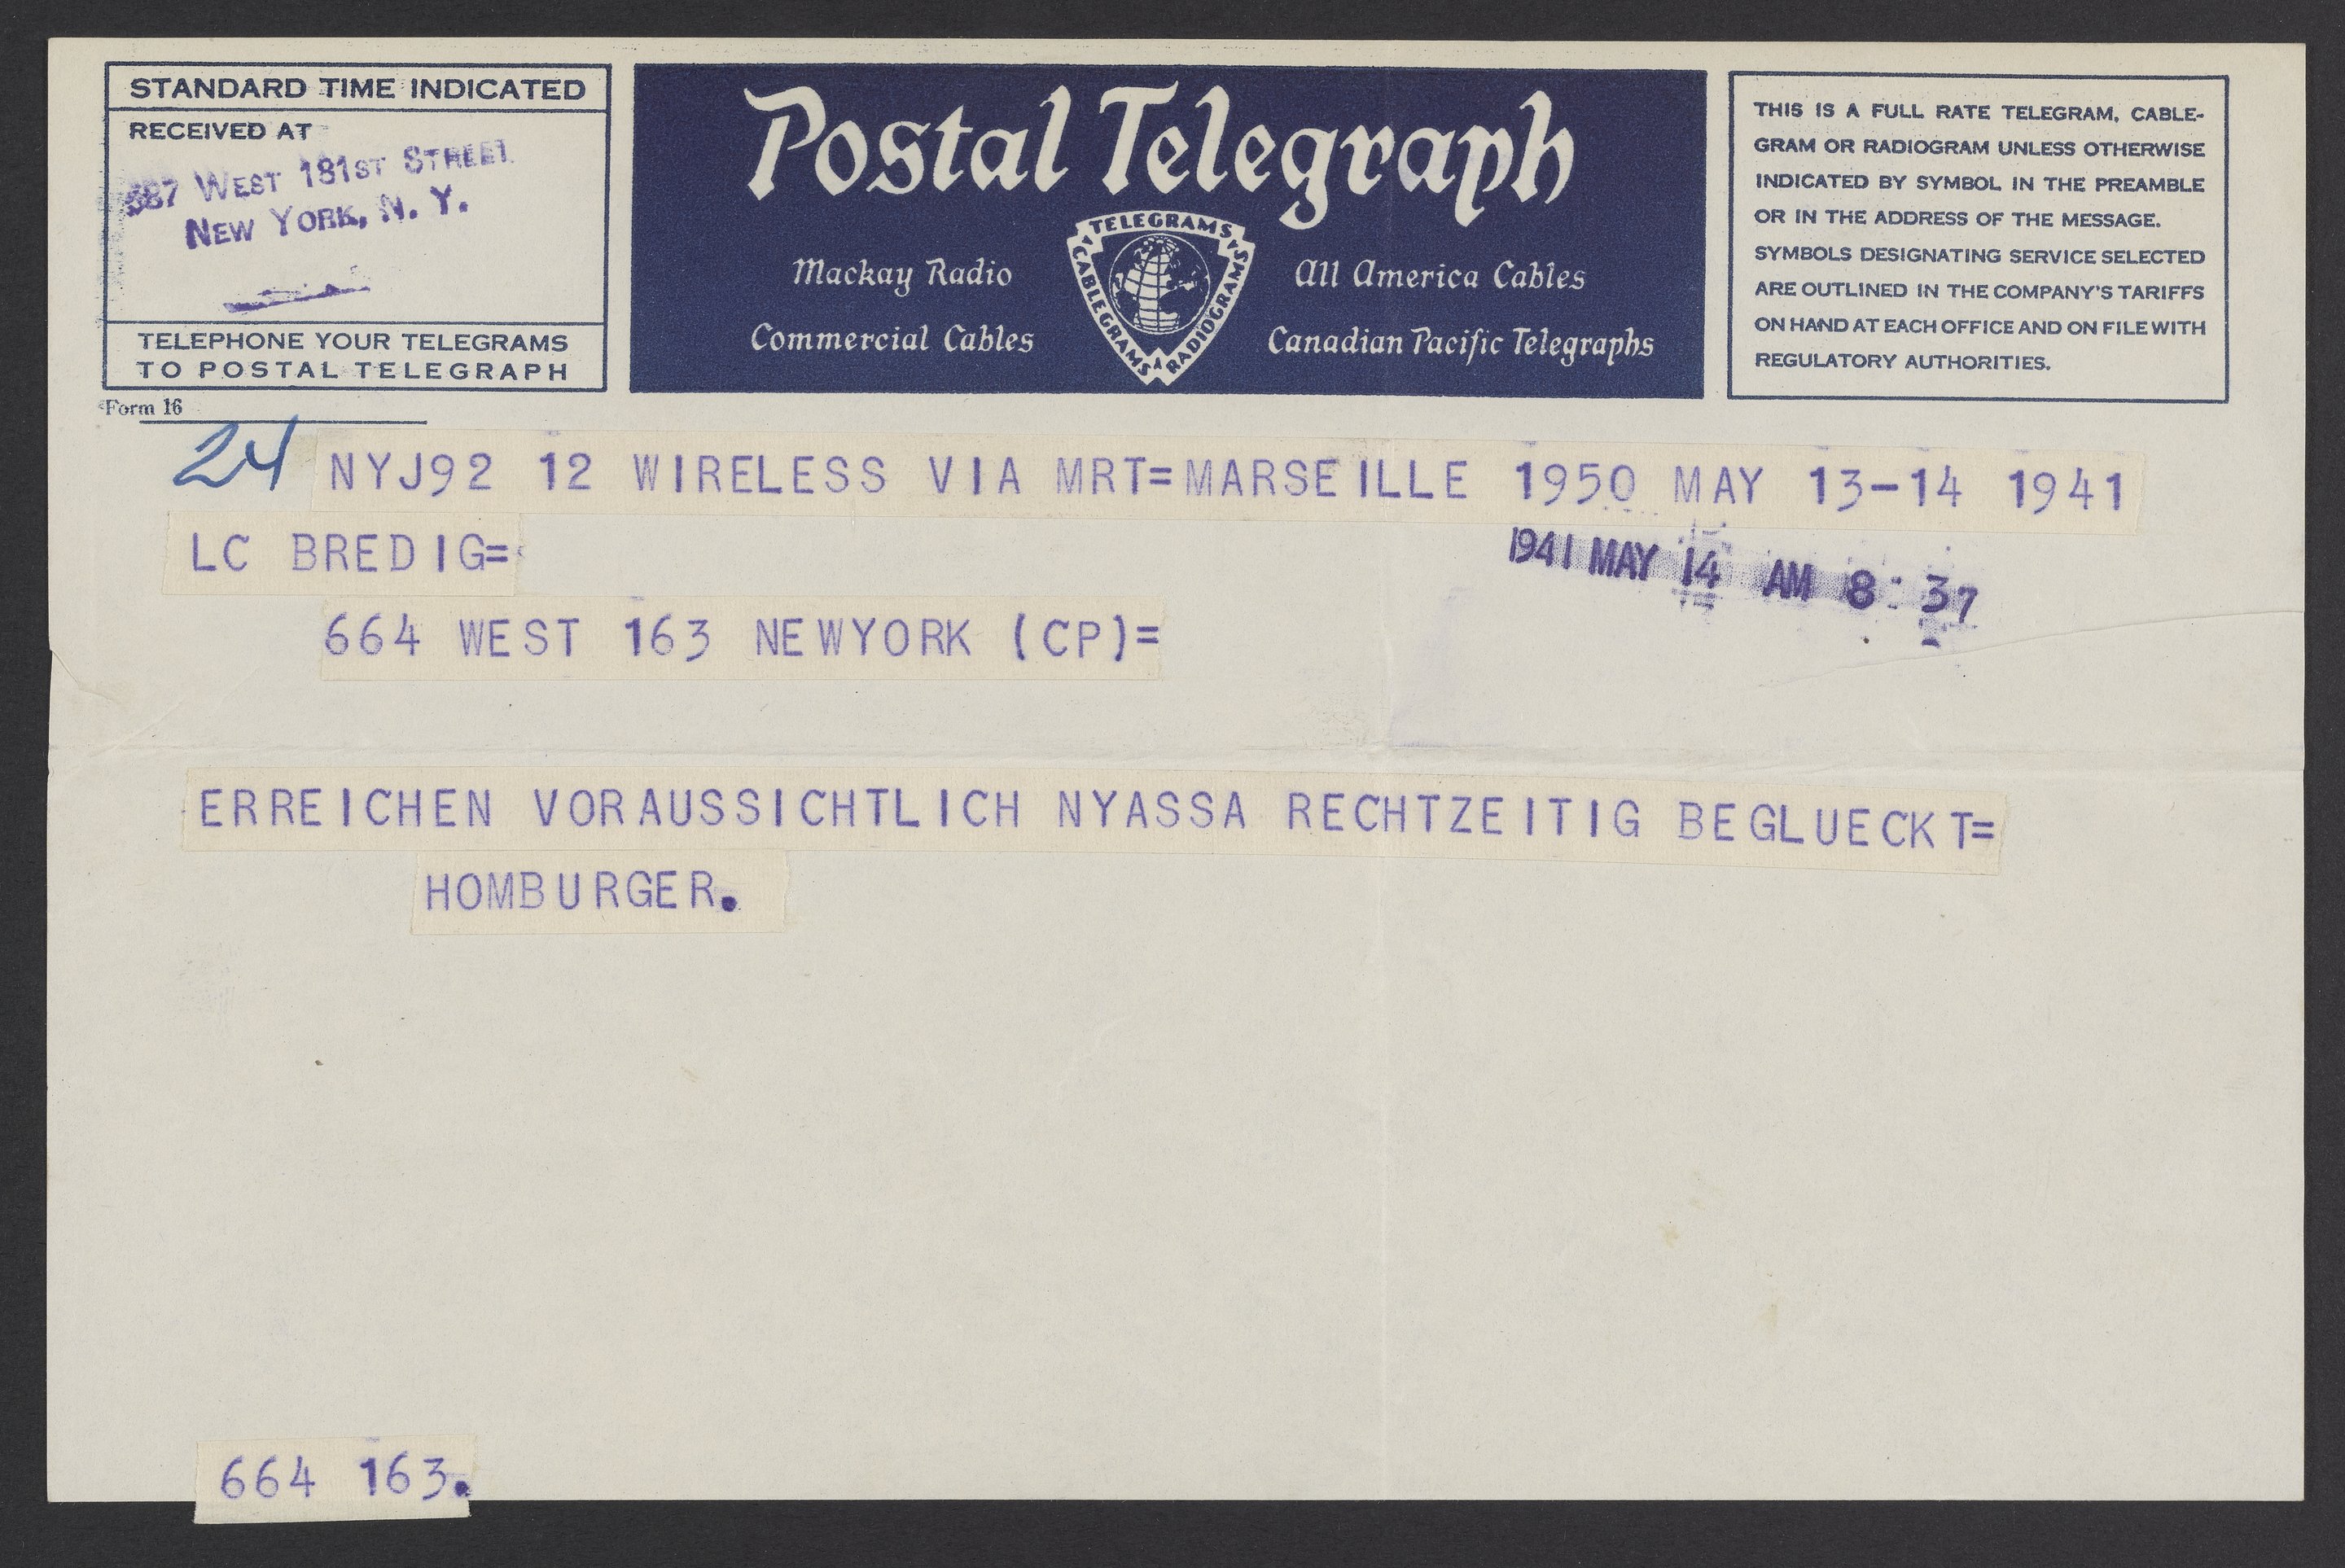 STANDARD TIME INDICATED
RECEIVED AT
WEST 181ST STREET
NEW YORK, N. Y.
TELEPHONE YOUR TELEGRAMS
TO POSTAL TELEGRAPH
Form 16
Postal Telegraph
Mackay Radio
Commercial Cables
TELEGRAMS
CABLEGRAMS
RADIOGRAMS
All America Cables
Canadian Pacific Telegraphs
THIS IS A FULL RATE TELEGRAM, CABLE-
GRAM OR RADIOGRAM UNLESS OTHERWISE
INDICATED BY SYMBOL IN THE PREAMBLE
OR IN THE ADDRESS OF THE MESSAGE.
SYMBOLS DESIGNATING SERVICE SELECTED
ARE OUTLINED IN THE COMPANY'S TARIFFS
ON HAND AT EACH OFFICE AND ON FILE WITH
REGULATORY AUTHORITIES.
24 NYJ92 12 WIRELESS VIA MRT=MARSEILLE 1950 MAY 13-14 1941
LC BREDIG=
1941 MAY 14 AM 8:37
664 WEST 163 NEWYORK (CP)=
ERREICHEN VORAUSSICHTLICH NYASSA RECHTZEITIG BEGLUECKT=
HOMBURGER.
664 163.